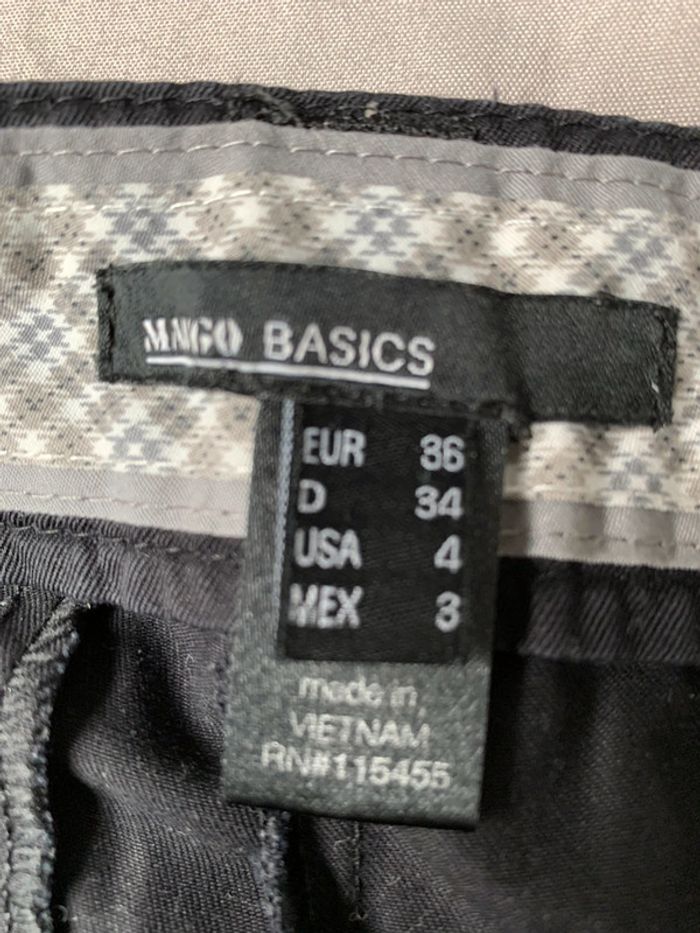 MNGO BASICS
EUR 36
D 34
USA 4
MEX 3
made in
VIETNAM
RN#115455